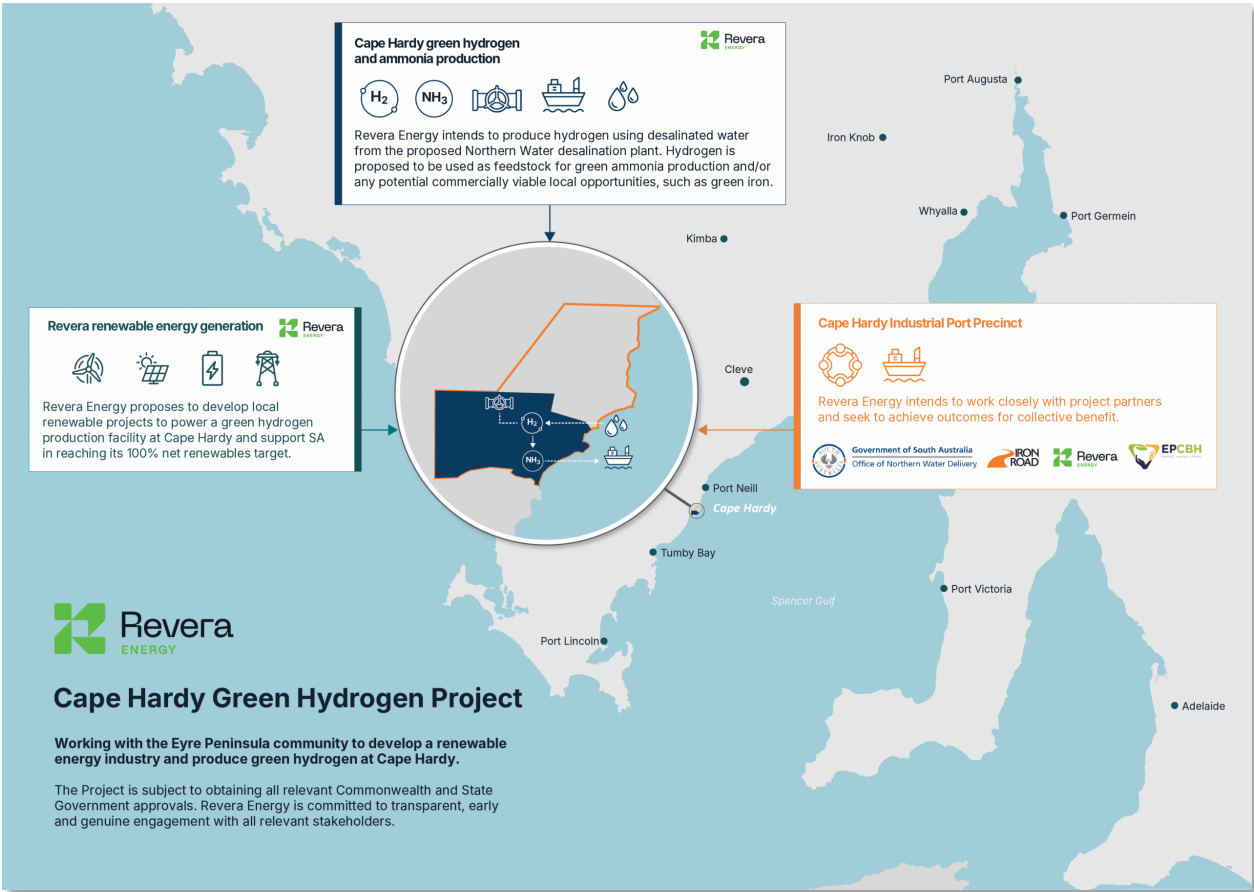 Cape Hardy green hydrogen
and ammonia production
Revera
ENERGY
H2
NH3
Revera Energy intends to produce hydrogen using desalinated water
from the proposed Northern Water desalination plant. Hydrogen is
proposed to be used as feedstock for green ammonia production and/or
any potential commercially viable local opportunities, such as green iron.
Port Augusta
Iron Knob
Whyalla
Port Germein
Kimba
Revera renewable energy generation
Revera
ENERGY
Revera Energy proposes to develop local
renewable projects to power a green hydrogen
production facility at Cape Hardy and support SA
in reaching its 100% net renewables target.
H2
NH3
Cape Hardy Industrial Port Precinct
Revera Energy intends to work closely with project partners
and seek to achieve outcomes for collective benefit.
SOUTH
AUSTRALIA
Government of South Australia
Office of Northern Water Delivery
IRON
ROAD
Revera
ENERGY
EPCBH
Cleve
Port Neill
Cape Hardy
Tumby Bay
Port Victoria
Spencer Gulf
Port Lincoln
Adelaide
Revera
ENERGY
Cape Hardy Green Hydrogen Project
Working with the Eyre Peninsula community to develop a renewable
energy industry and produce green hydrogen at Cape Hardy.
The Project is subject to obtaining all relevant Commonwealth and State
Government approvals. Revera Energy is committed to transparent, early
and genuine engagement with all relevant stakeholders.